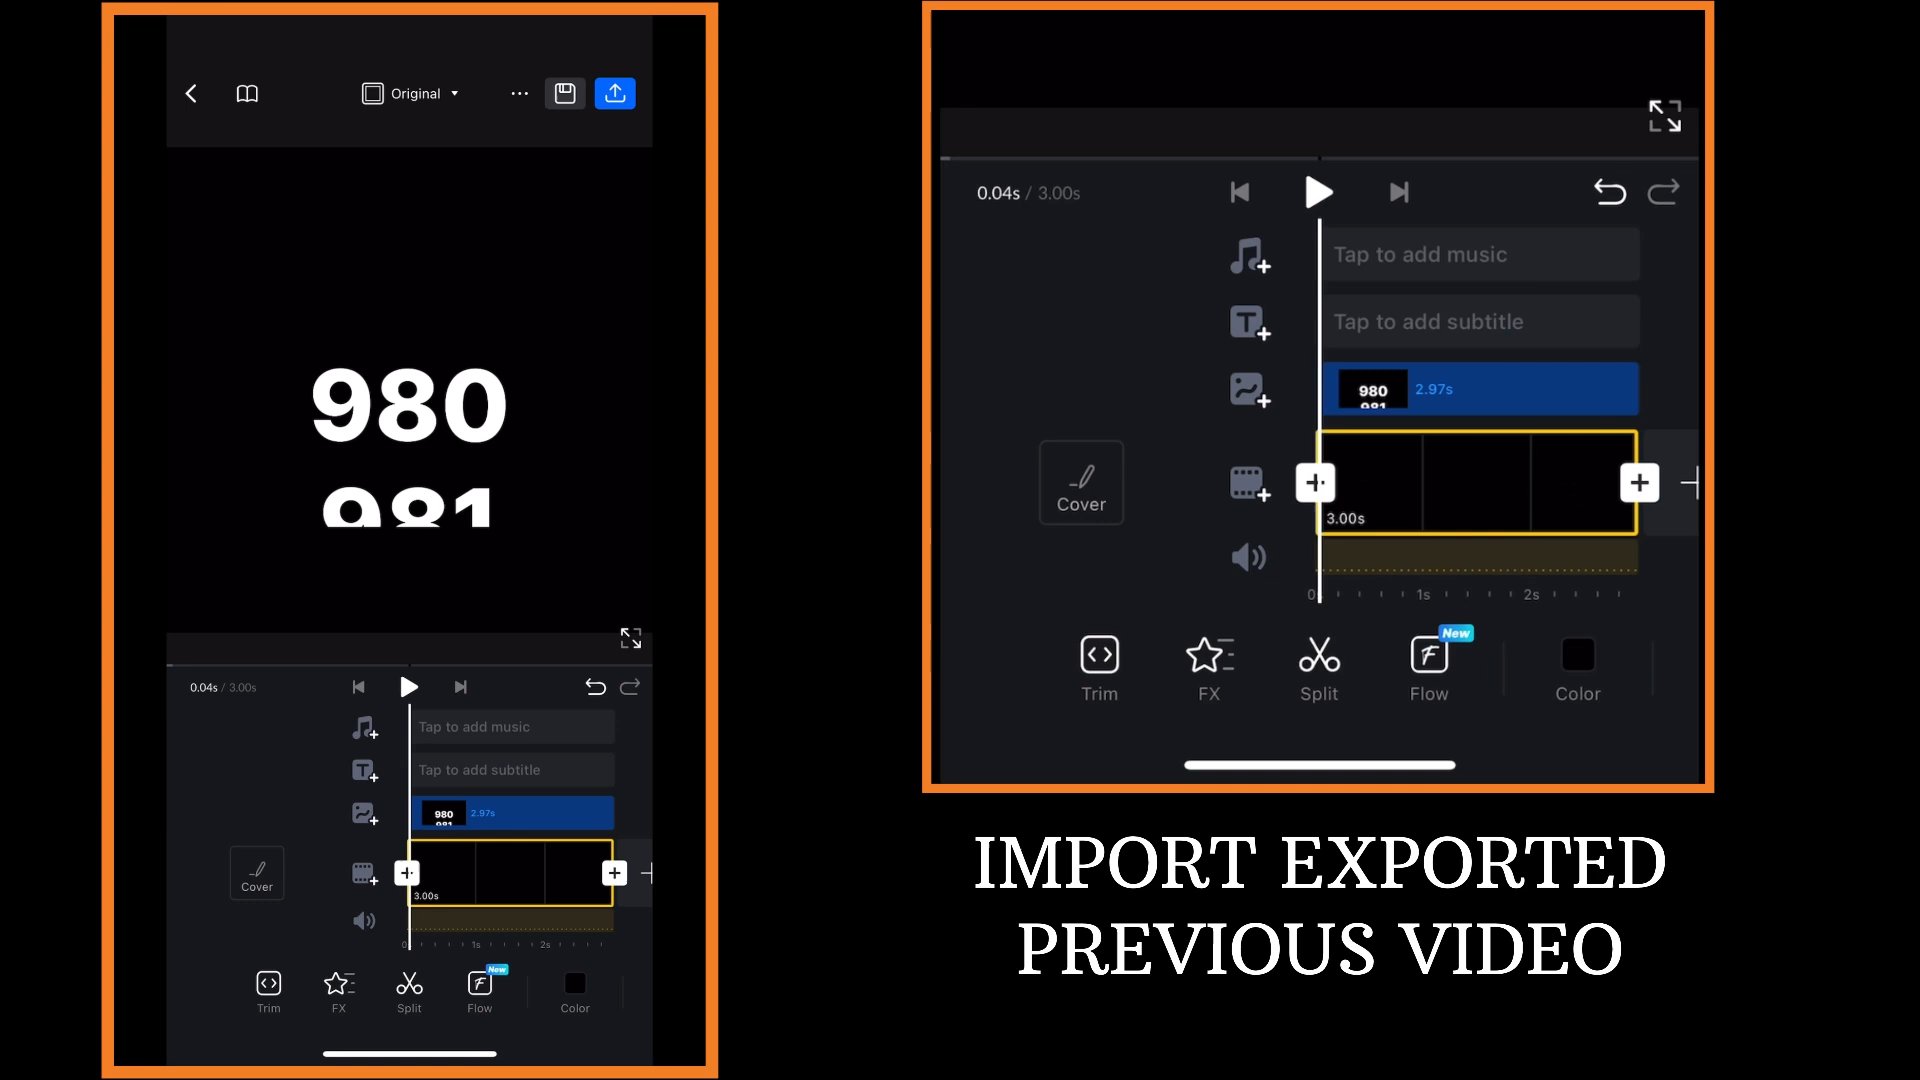 Original
980
981
0.04s / 3.00s
Tap to add music
Tap to add subtitle
980
981
2.97s
Cover
3.00s
0 1s 2s
New
Trim FX Split Flow Color
0.04s / 3.00s
Tap to add music
Tap to add subtitle
980
981
2.97s
Cover
3.00s
0 1s 2s
New
Trim FX Split Flow Color
IMPORT EXPORTED
PREVIOUS VIDEO